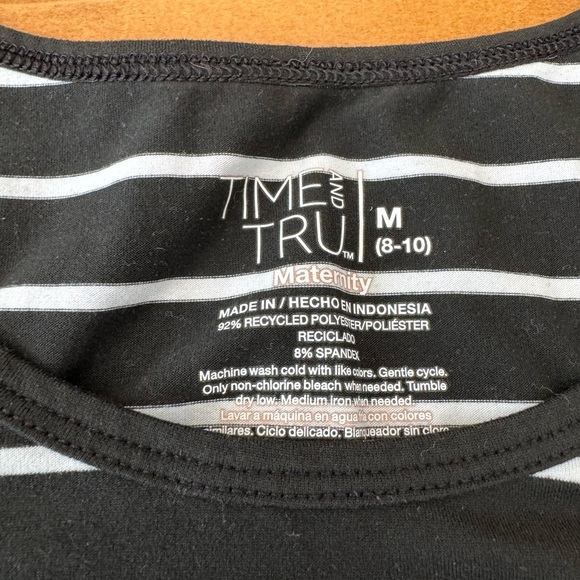 TIME AND TRU™
M
(8-10)
Maternity
MADE IN / HECHO EN INDONESIA
92% RECYCLED POLYESTER/POLIÉSTER
RECICLADO
8% SPANDEX
Machine wash cold with like colors. Gentle cycle.
Only non-chlorine bleach when needed. Tumble
dry low. Medium iron when needed.
Lavar a máquina en agua fría con colores
similares. Ciclo delicado. Blanqueador sin cloro